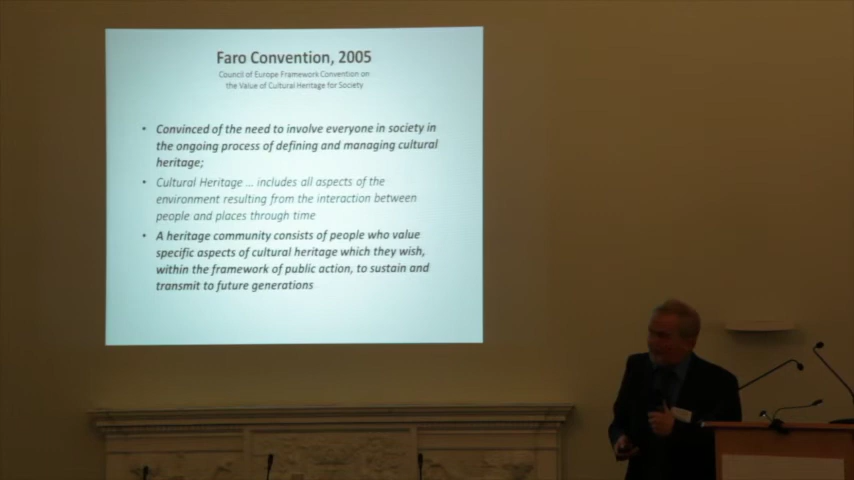 Faro Convention, 2005
Council of Europe Framework Convention on
the Value of Cultural Heritage for Society
• Convinced of the need to involve everyone in society in
the ongoing process of defining and managing cultural
heritage;
• Cultural Heritage ... includes all aspects of the
environment resulting from the interaction between
people and places through time
• A heritage community consists of people who value
specific aspects of cultural heritage which they wish,
within the framework of public action, to sustain and
transmit to future generations